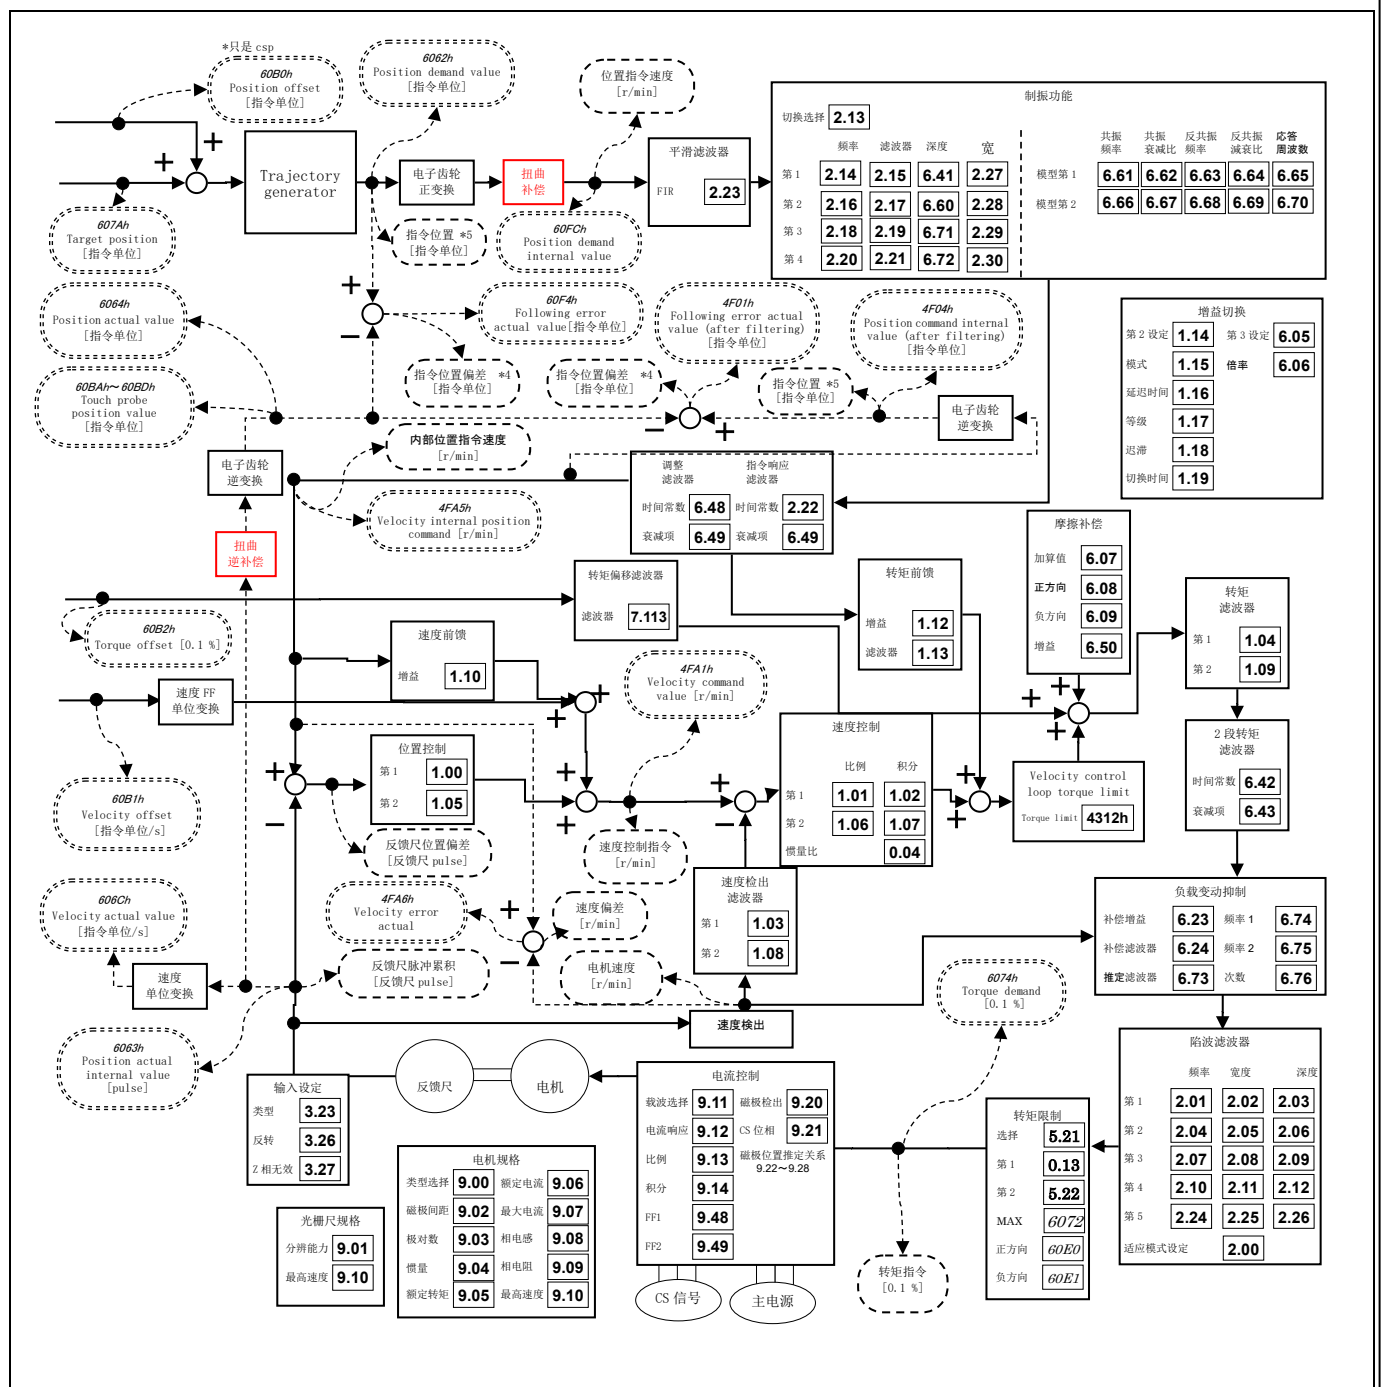 *只是 csp
60B0h
Position offset
[指令单位]
6062h
Position demand value
[指令单位]
位置指令速度
[r/min]
Trajectory
generator
电子齿轮
正变换
扭曲
补偿
平滑滤波器
FIR 2.23
制振功能
切换选择 2.13
频率 滤波器 深度 宽
第 1 2.14 2.15 6.41 2.27
第 2 2.16 2.17 6.60 2.28
第 3 2.18 2.19 6.71 2.29
第 4 2.20 2.21 6.72 2.30
共振 共振 反共振 反共振 応答
频率 衰减比 频率 减衰比 周波数
模型第 1 6.61 6.62 6.63 6.64 6.65
模型第 2 6.66 6.67 6.68 6.69 6.70
+
+
607Ah
Target position
[指令单位]
指令位置 *5
[指令单位]
60FCh
Position demand
internal value
6064h
Position actual value
[指令单位]
+
−
60F4h
Following error
actual value[指令单位]
4F01h
Following error actual
value (after filtering)
[指令单位]
4F04h
Position command internal
value (after filtering)
[指令单位]
增益切换
第 2 设定 1.14 第 3 设定 6.05
模式 1.15 倍率 6.06
延迟时间 1.16
等级 1.17
迟滞 1.18
切换时间 1.19
60BAh～60BDh
Touch probe
position value
[指令单位]
指令位置偏差 *4
[指令单位]
指令位置偏差 *4
[指令单位]
指令位置 *5
[指令单位]
−
+
电子齿轮
逆变换
内部位置指令速度
[r/min]
电子齿轮
逆变换
4FA5h
Velocity internal position
command [r/min]
调整 指令响应
滤波器 滤波器
时间常数 6.48 时间常数 2.22
衰减项 6.49 衰减项 6.49
扭曲
逆补偿
摩擦补偿
加算值 6.07
正方向 6.08
负方向 6.09
增益 6.50
转矩偏移滤波器
滤波器 7.113
转矩前馈
增益 1.12
滤波器 1.13
转矩
滤波器
第 1 1.04
第 2 1.09
60B2h
Torque offset [0.1 %]
速度前馈
增益 1.10
4FA1h
Velocity command
value [r/min]
速度 FF
单位变换
+
+
+
+
+
2 段转矩
滤波器
时间常数 6.42
衰减项 6.43
位置控制
第 1 1.00
第 2 1.05
+
−
+
+
+
−
速度控制
比例 积分
第 1 1.01 1.02
第 2 1.06 1.07
惯量比 0.04
+
+
Velocity control
loop torque limit
Torque limit 4312h
60B1h
Velocity offset
[指令单位/s]
反馈尺位置偏差
[反馈尺 pulse]
速度控制指令
[r/min]
速度检出
滤波器
第 1 1.03
第 2 1.08
负载变动抑制
补偿增益 6.23 频率 1 6.74
补偿滤波器 6.24 频率 2 6.75
推定滤波器 6.73 次数 6.76
606Ch
Velocity actual value
[指令单位/s]
4FA6h
Velocity error
actual
+
−
速度偏差
[r/min]
速度
单位变换
反馈尺脉冲累积
[反馈尺 pulse]
电机速度
[r/min]
6074h
Torque demand
[0.1 %]
速度検出
6063h
Position actual
internal value
[pulse]
输入设定
类型 3.23
反转 3.26
Z 相无效 3.27
反馈尺
电机
电流控制
载波选择 9.11 磁极检出 9.20
电流响应 9.12 CS 位相 9.21
比例 9.13 磁极位置推定关系
9.22～9.28
积分 9.14
FF1 9.48
FF2 9.49
转矩限制
选择 5.21
第 1 0.13
第 2 5.22
MAX 6072
正方向 60E0
负方向 60E1
陷波滤波器
频率 宽度 深度
第 1 2.01 2.02 2.03
第 2 2.04 2.05 2.06
第 3 2.07 2.08 2.09
第 4 2.10 2.11 2.12
第 5 2.24 2.25 2.26
适应模式设定 2.00
光栅尺规格
分辨能力 9.01
最高速度 9.10
电机规格
类型选择 9.00 额定电流 9.06
磁极间距 9.02 最大电流 9.07
极对数 9.03 相电感 9.08
惯量 9.04 相电阻 9.09
额定转矩 9.05 最高速度 9.10
CS 信号
主电源
转矩指令
[0.1 %]